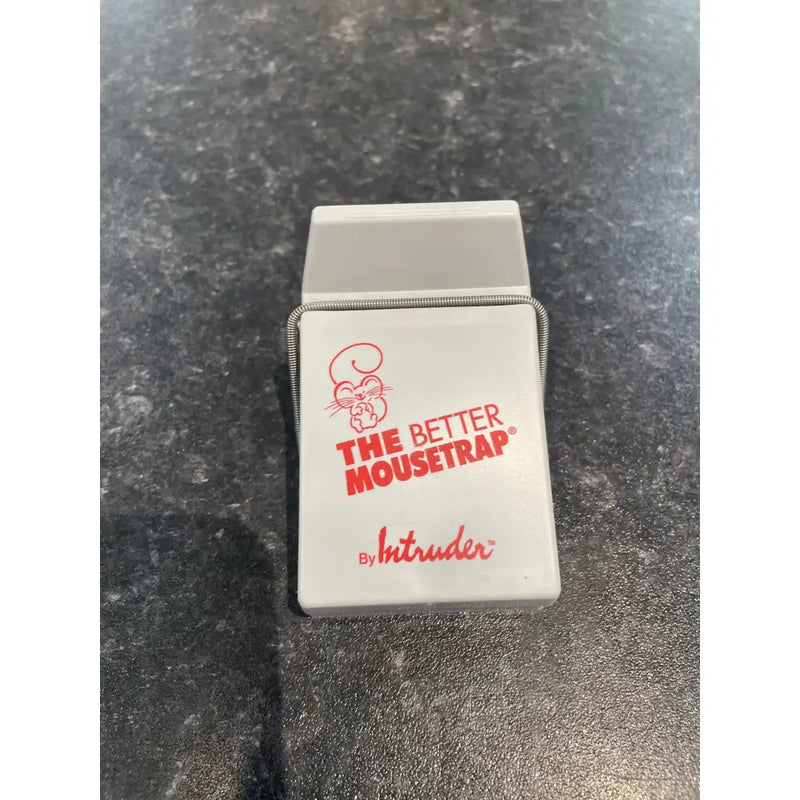 THE BETTER
MOUSETRAP®
By Intruder™